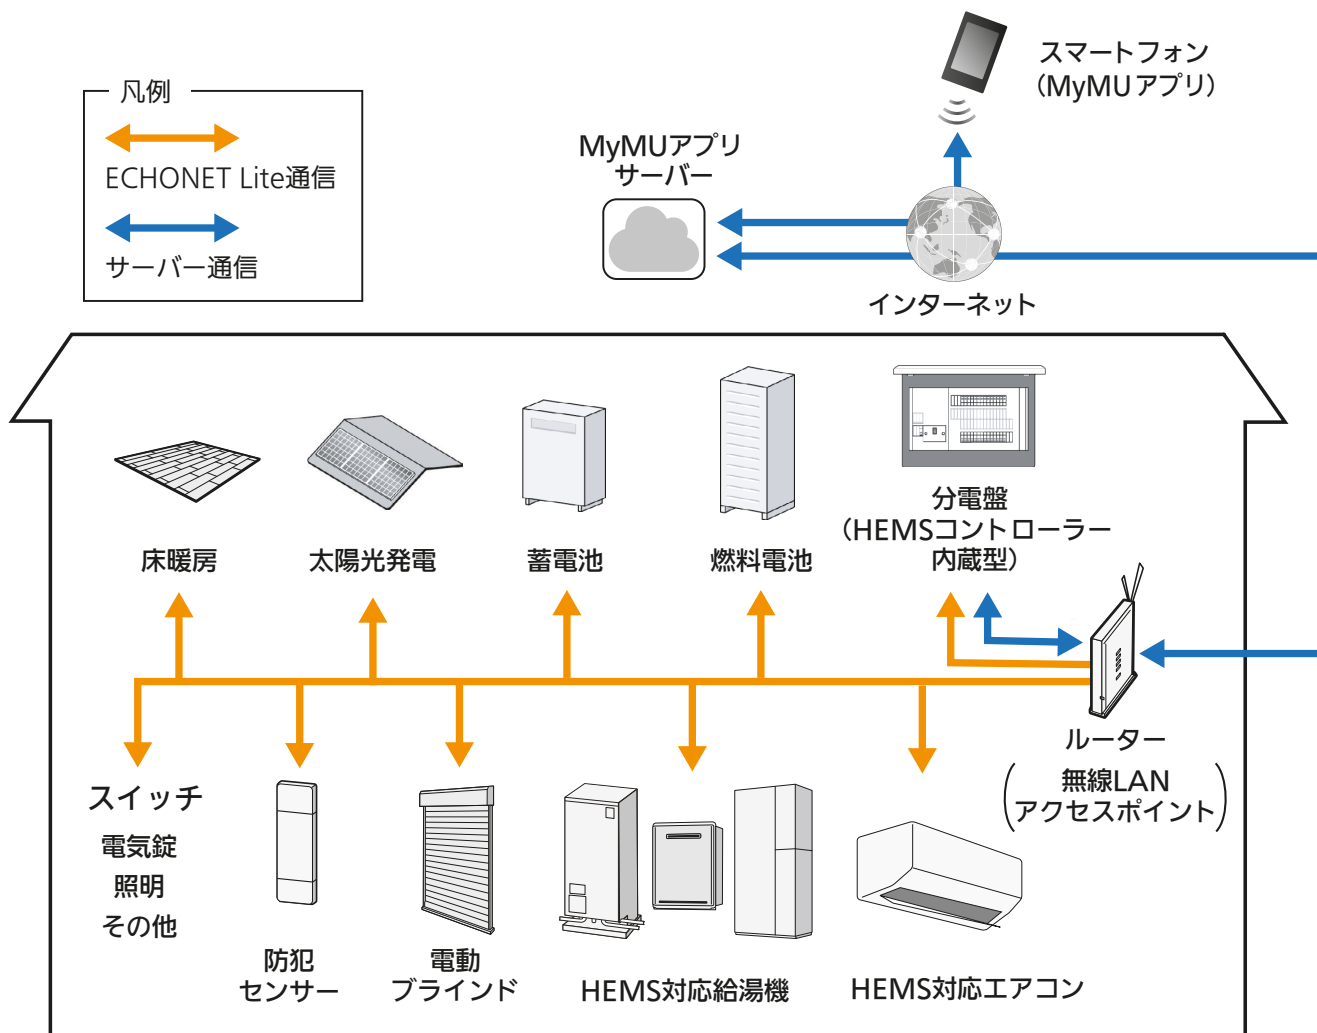 凡例
ECHONET Lite通信
サーバー通信
スマートフォン
（MyMUアプリ）
MyMUアプリ
サーバー
インターネット
床暖房
太陽光発電
蓄電池
燃料電池
分電盤
（HEMSコントローラー
内蔵型）
ルーター
（無線LAN
アクセスポイント）
スイッチ
電気錠
照明
その他
防犯
センサー
電動
ブラインド
HEMS対応給湯機
HEMS対応エアコン